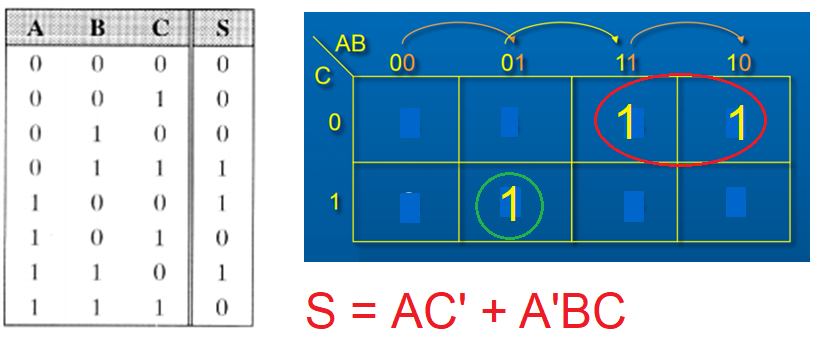 A B C S
0 0 0 0
0 0 1 0
0 1 0 0
0 1 1 1
1 0 0 1
1 0 1 0
1 1 0 1
1 1 1 0
AB
C
00 01 11 10
0 1 1
1 1
S = AC' + A'BC